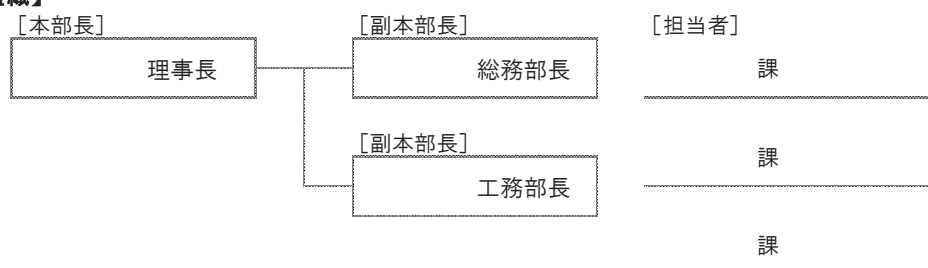 ［本部長］ ［副本部長］ ［担当者］
理事長 総務部長 課
［副本部長］
課
工務部長
課